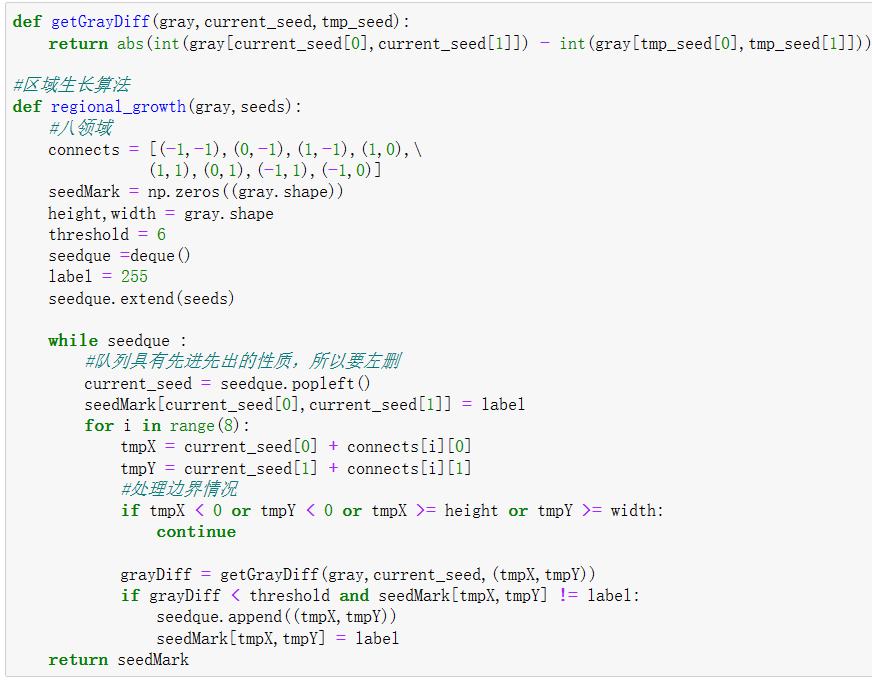 def getGrayDiff(gray,current_seed,tmp_seed):
    return abs(int(gray[current_seed[0],current_seed[1]]) - int(gray[tmp_seed[0],tmp_seed[1]]))
#区域生长算法
def regional_growth(gray,seeds):
    #八领域
    connects = [(-1,-1),(0,-1),(1,-1),(1,0),\
                (1,1),(0,1),(-1,1),(-1,0)]
    seedMark = np.zeros((gray.shape))
    height,width = gray.shape
    threshold = 6
    seedque =deque()
    label = 255
    seedque.extend(seeds)
    while seedque :
        #队列具有先进先出的性质，所以要左删
        current_seed = seedque.popleft()
        seedMark[current_seed[0],current_seed[1]] = label
        for i in range(8):
            tmpX = current_seed[0] + connects[i][0]
            tmpY = current_seed[1] + connects[i][1]
            #处理边界情况
            if tmpX < 0 or tmpY < 0 or tmpX >= height or tmpY >= width:
                continue
            grayDiff = getGrayDiff(gray,current_seed,(tmpX,tmpY))
            if grayDiff < threshold and seedMark[tmpX,tmpY] != label:
                seedque.append((tmpX,tmpY))
                seedMark[tmpX,tmpY] = label
    return seedMark